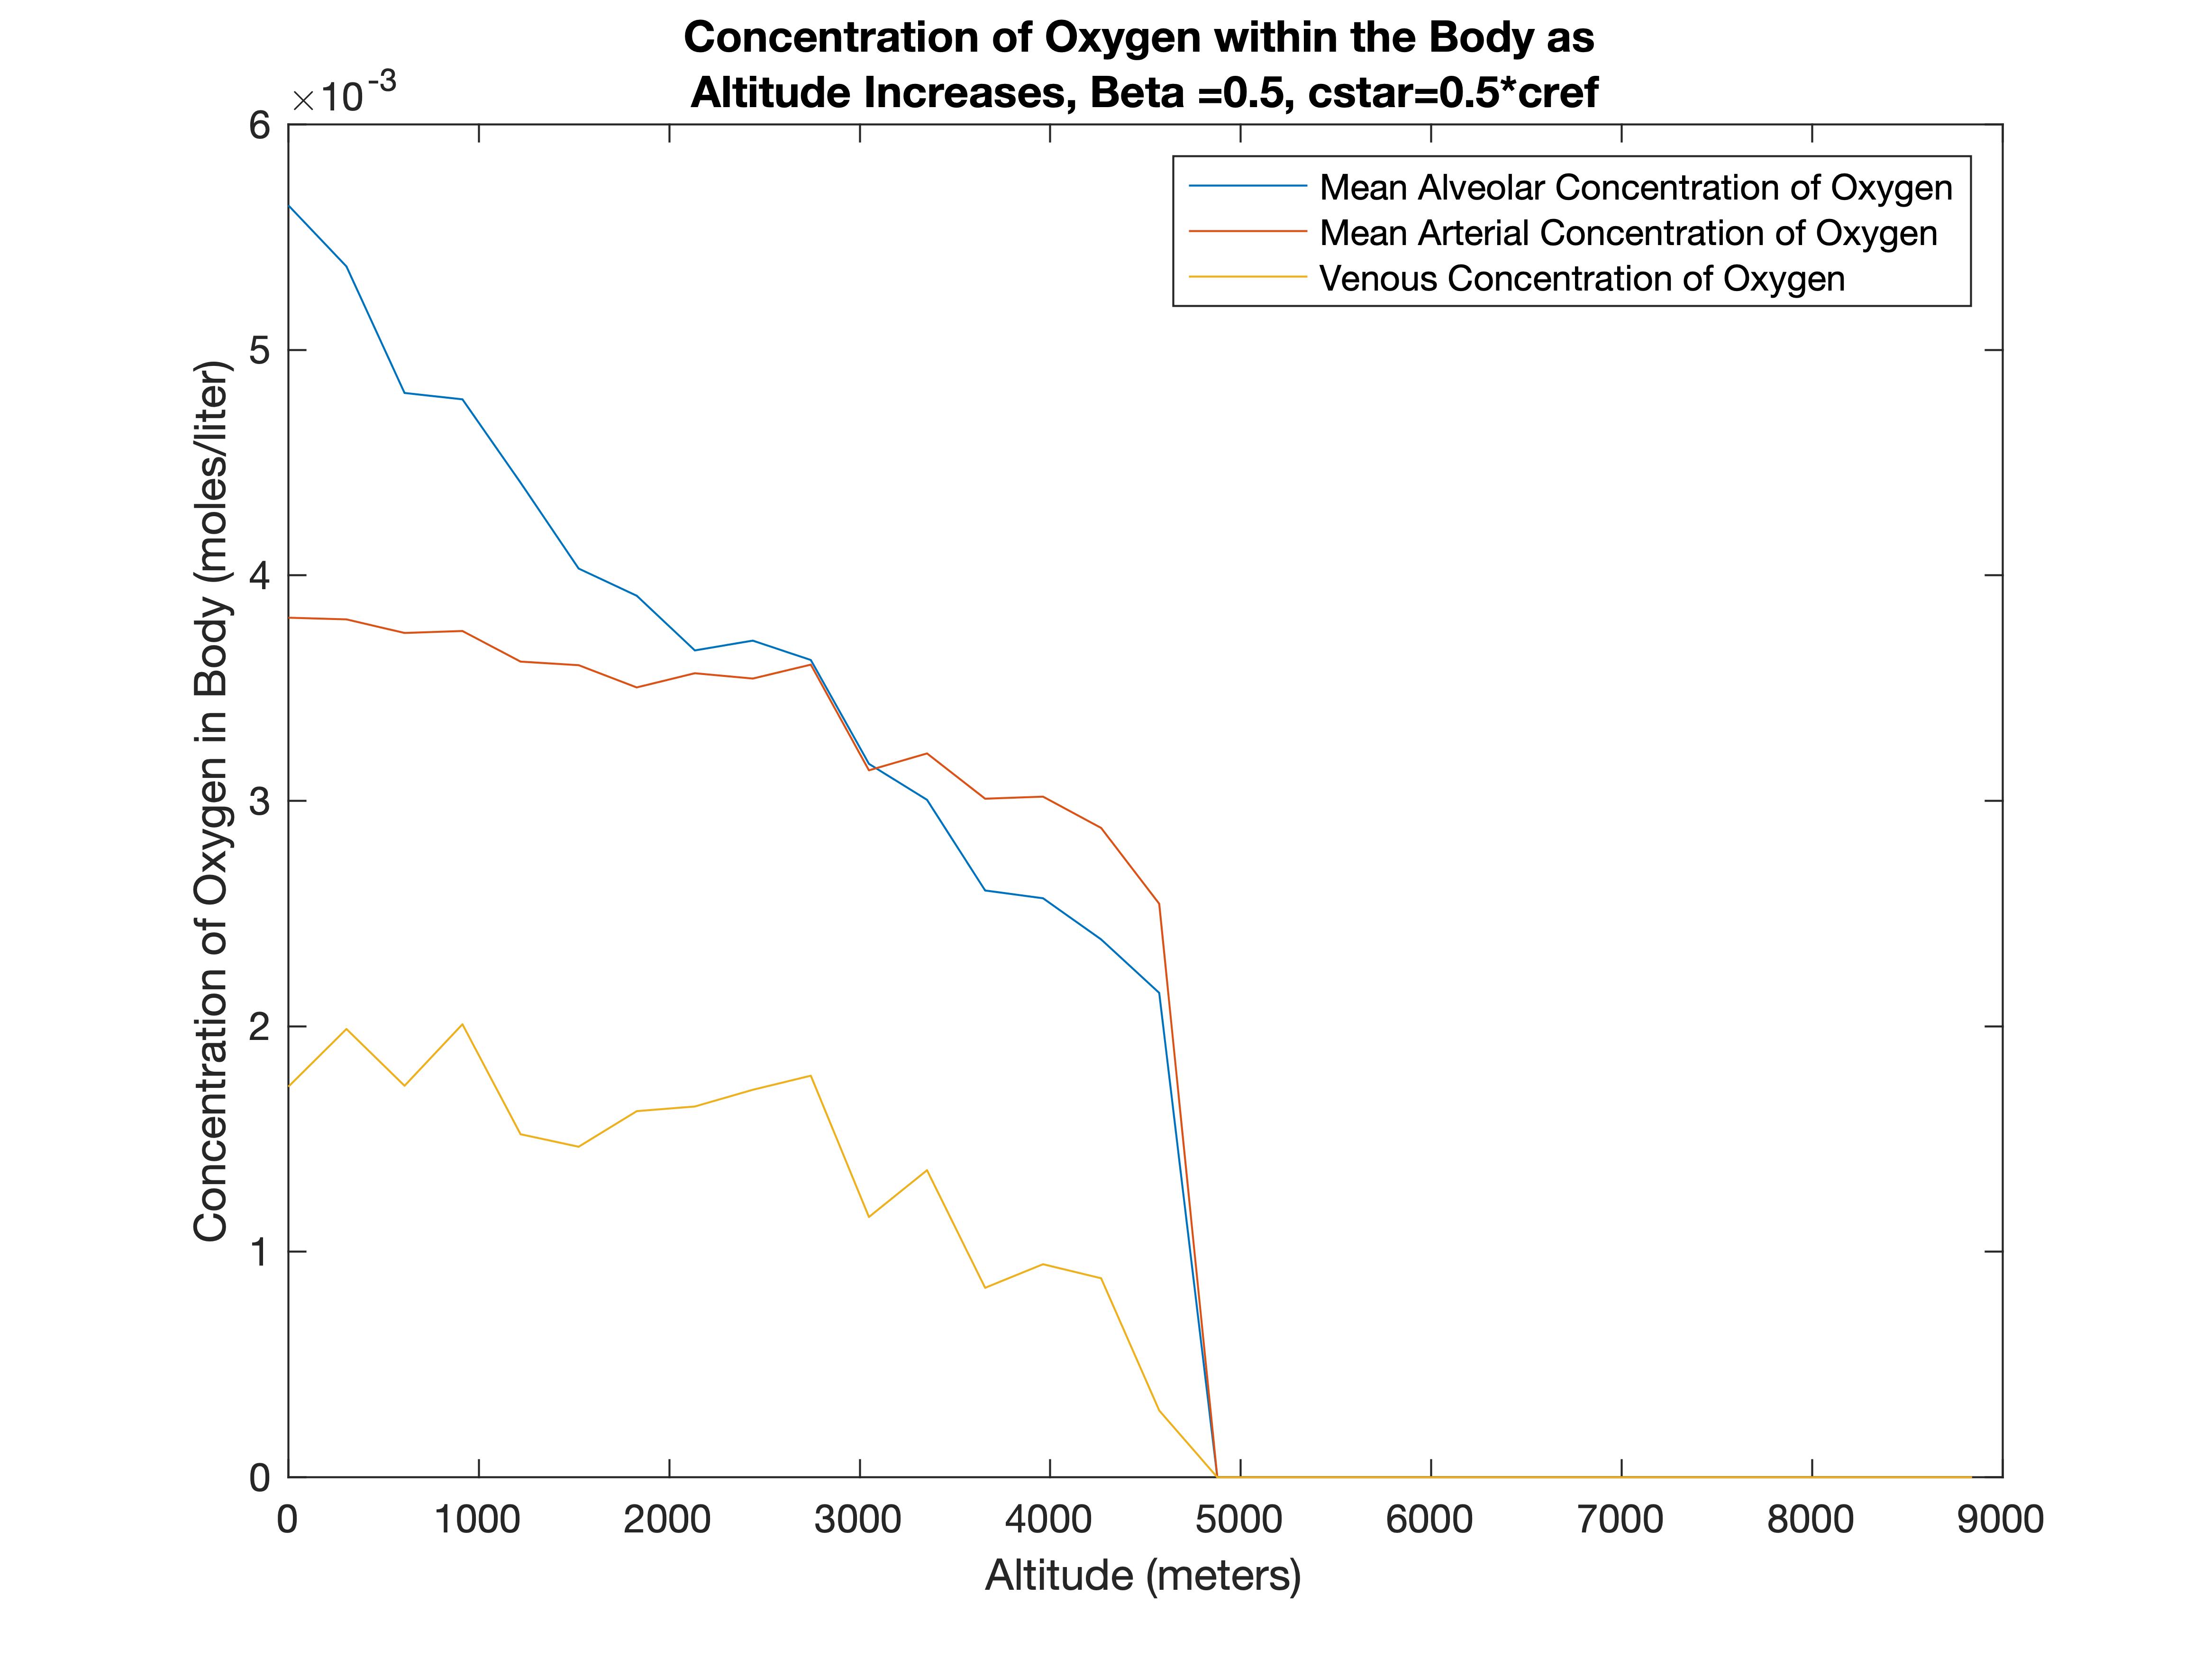 Concentration of Oxygen within the Body as
Altitude Increases, Beta =0.5, cstar=0.5*cref
×10-3
6
5
4
3
2
1
0
Concentration of Oxygen in Body (moles/liter)
Mean Alveolar Concentration of Oxygen
Mean Arterial Concentration of Oxygen
Venous Concentration of Oxygen
0 1000 2000 3000 4000 5000 6000 7000 8000 9000
Altitude (meters)